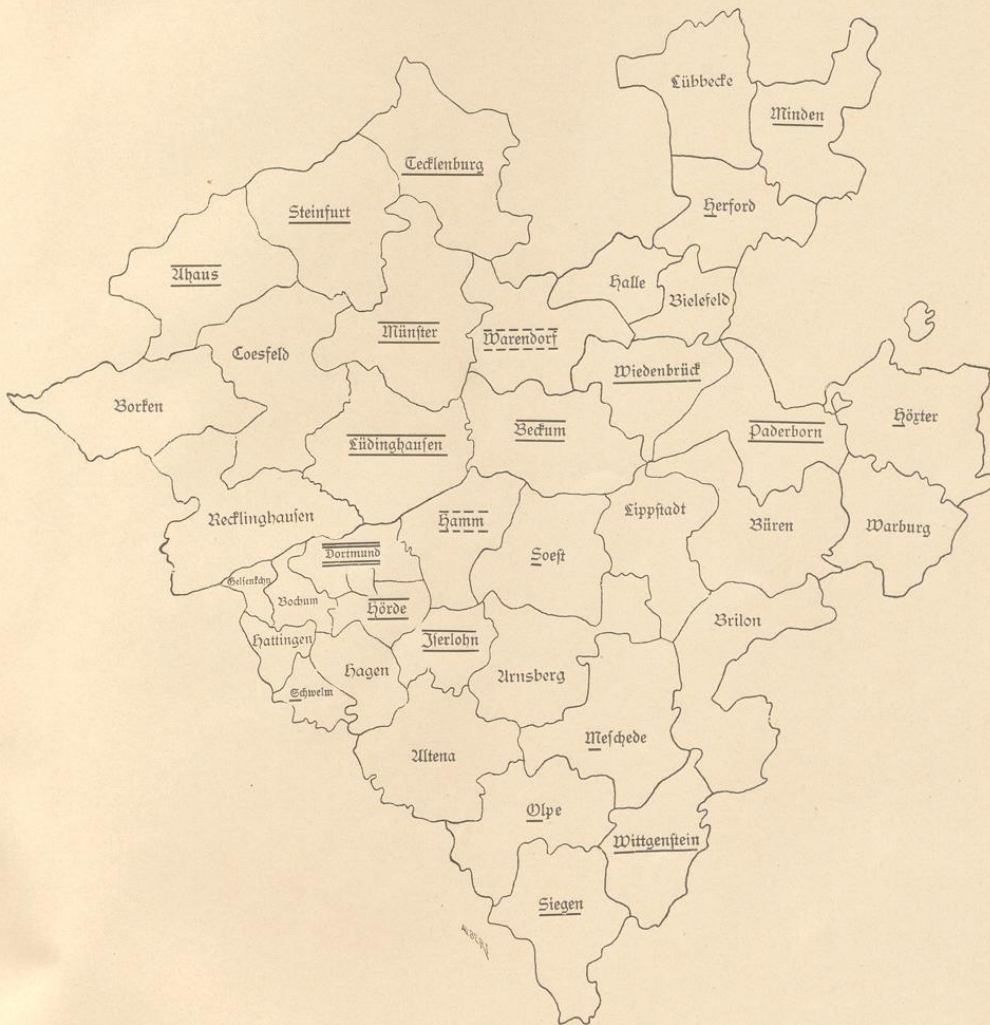 Lübbecke
Minden
Tecklenburg
Steinfurt
Herford
Ahaus
Halle
Bielefeld
Münster
Warendorf
Coesfeld
Wiedenbrück
Borken
Höxter
Lüdinghausen
Beckum
Paderborn
Recklinghausen
Hamm
Lippstadt
Büren
Warburg
Dortmund
Soest
Gelsenkchn
Bochum
Hörde
Brilon
Hattingen
Iserlohn
Hagen
Arnsberg
Schwelm
Meschede
Altena
Olpe
Wittgenstein
Siegen